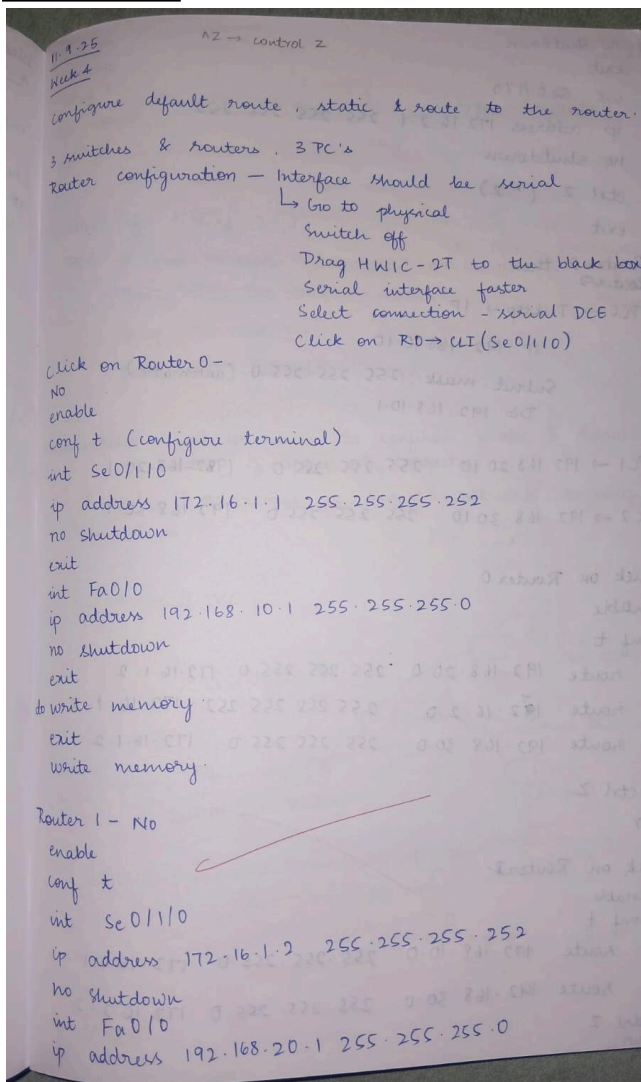 11.9.25
^Z → control Z
Week 4
configure default route, static & route to the router.
3 switches & routers, 3 PC's
Router configuration — Interface should be serial
↳ Go to physical
Switch off
Drag HWIC-2T to the black box
Serial interface faster
Select connection - serial DCE
Click on R0 → CLI (Se0/1/0)
Click on Router 0 -
No
enable
conf t (configure terminal)
int Se0/1/0
ip address 172.16.1.1 255.255.255.252
no shutdown
exit
int Fa0/0
ip address 192.168.10.1 255.255.255.0
no shutdown
exit
do write memory
exit
write memory.
Router 1 - No
enable
conf t
int Se 0/1/0
ip address 172.16.1.2 255.255.255.252
no shutdown
int Fa0/0
ip address 192.168.20.1 255.255.255.0